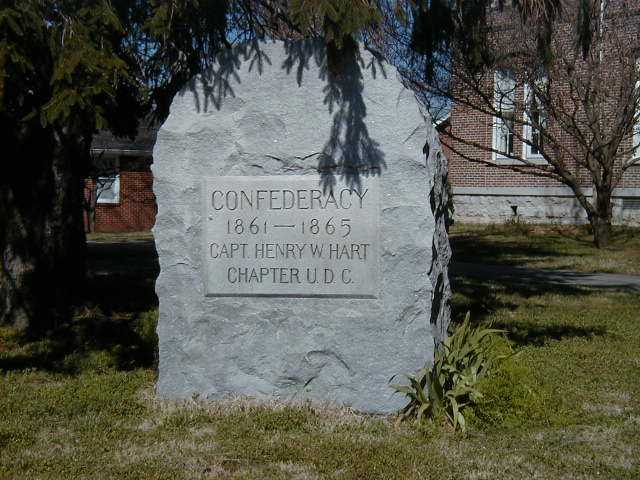 CONFEDERACY
1861—1865
CAPT. HENRY W. HART
CHAPTER U.D.C.